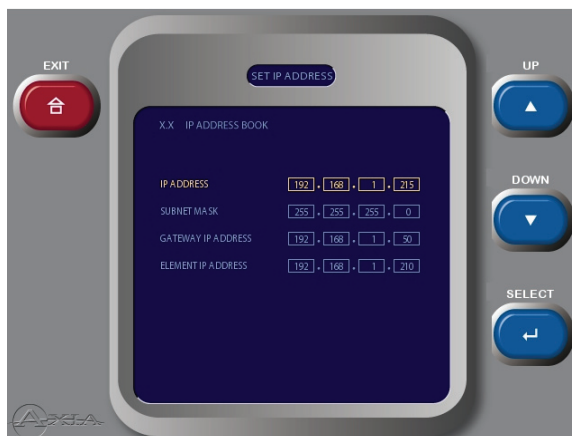 EXIT
SET IP ADDRESS
UP
X.X IP ADDRESS BOOK
IP ADDRESS 192 . 168 . 1 . 215
DOWN
SUBNET MASK 255 . 255 . 255 . 0
GATEWAY IP ADDRESS 192 . 168 . 1 . 50
ELEMENT IP ADDRESS 192 . 168 . 1 . 210
SELECT
AXIA